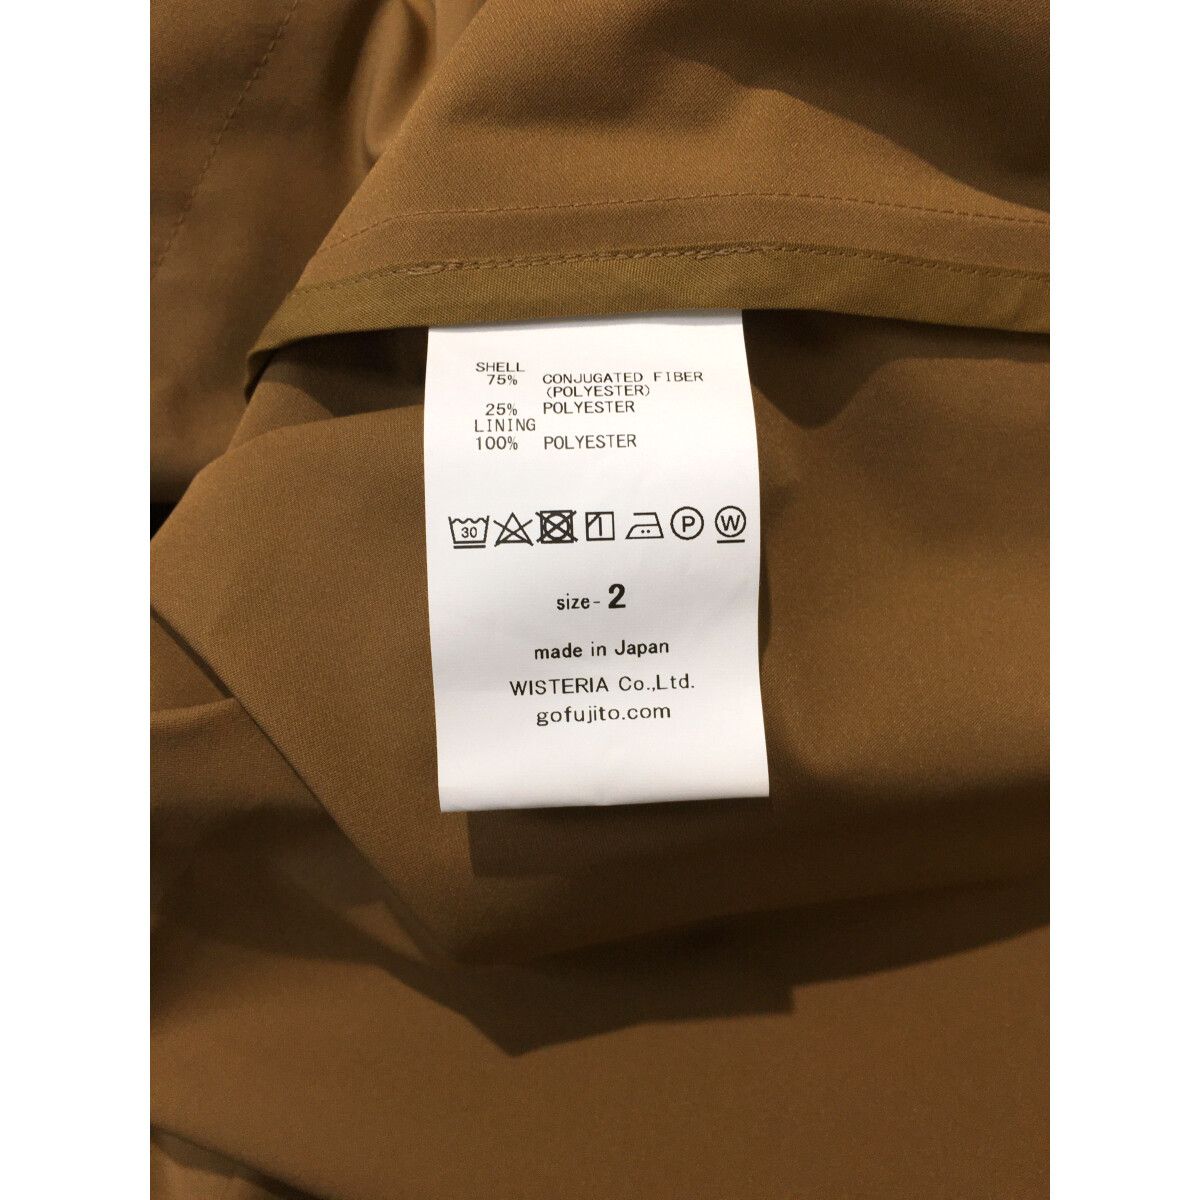 SHELL
75% CONJUGATED FIBER
(POLYESTER)
25% POLYESTER
LINING
100% POLYESTER
30 P W
size- 2
made in Japan
WISTERIA Co.,Ltd.
gofujito.com